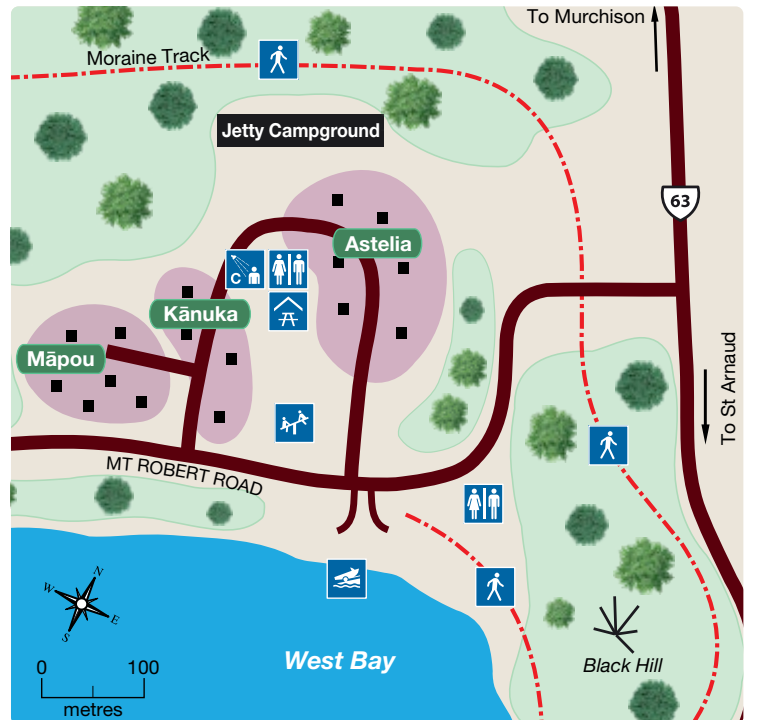 To Murchison
Moraine Track
Jetty Campground
63
Astelia
C
Kānuka
Māpou
To St Arnaud
MT ROBERT ROAD
N
W
E
S
Black Hill
West Bay
0 100
metres